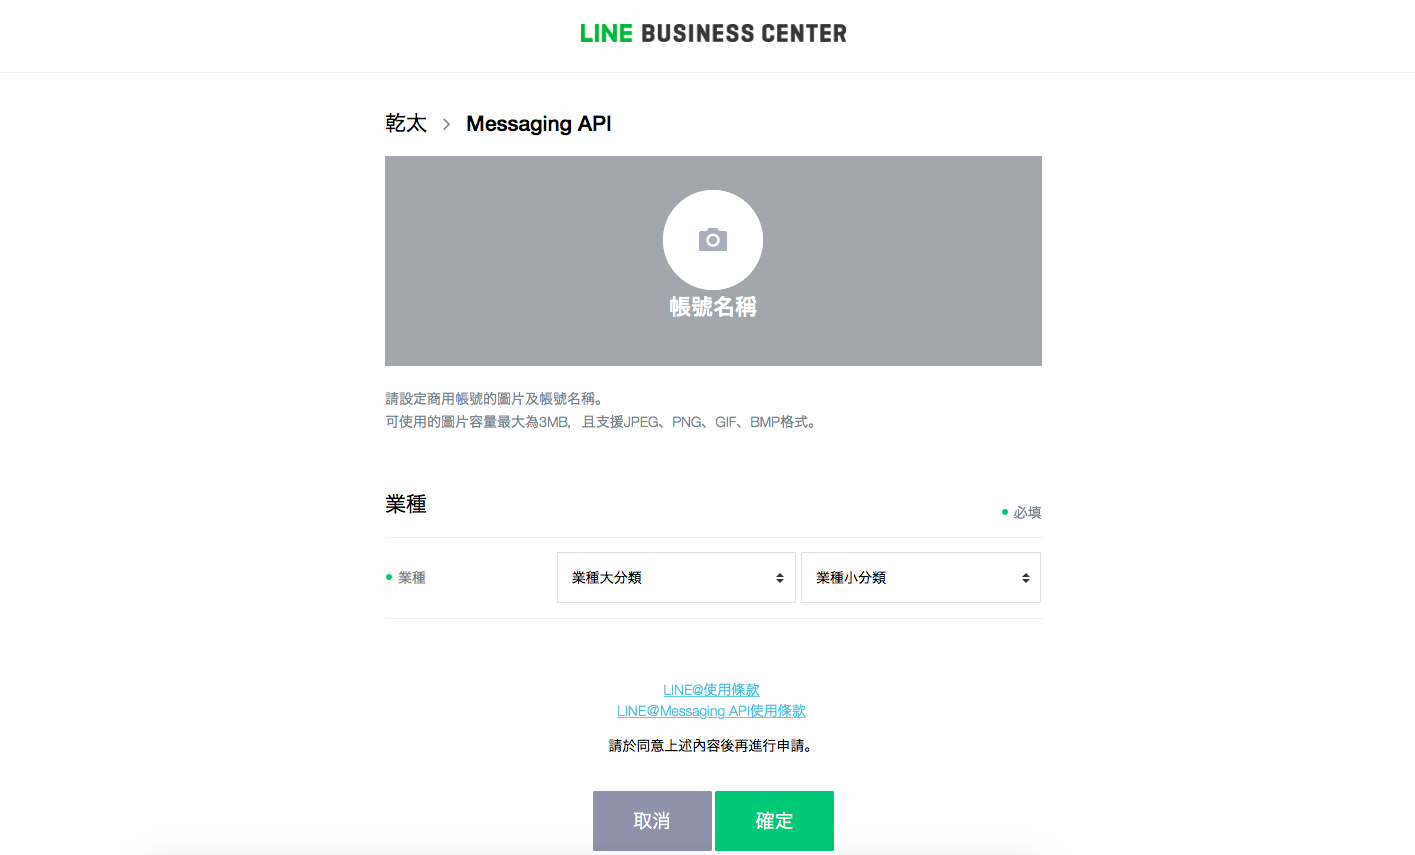 LINE BUSINESS CENTER
乾太 > Messaging API
帳號名稱
請設定商用帳號的圖片及帳號名稱。
可使用的圖片容量最大為3MB，且支援JPEG、PNG、GIF、BMP格式。
業種
必填
業種 業種大分類 業種小分類
LINE@使用條款
LINE@Messaging API使用條款
請於同意上述內容後再進行申請。
取消 確定